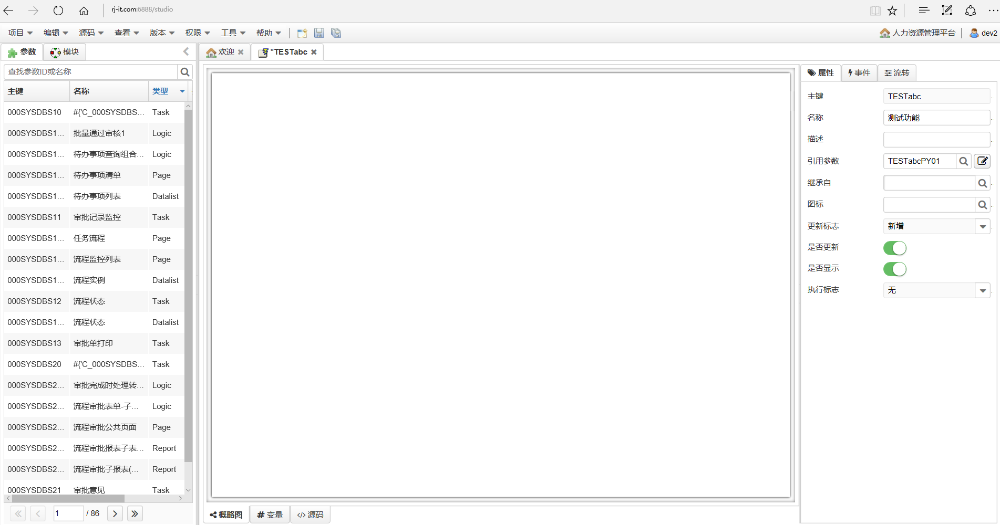 rj-it.com:6888/studio
项目 编辑 源码 查看 版本 权限 工具 帮助 人力资源管理平台 dev2
参数 模块 欢迎 *TESTabc
查找参数ID或名称
主键 名称 类型
000SYSDBS10 #{'C_000SYSDBS... Task
000SYSDBS1... 批量通过审核1 Logic
000SYSDBS1... 待办事项查询组合... Logic
000SYSDBS1... 待办事项清单 Page
000SYSDBS1... 待办事项列表 Datalist
000SYSDBS11 审批记录监控 Task
000SYSDBS1... 任务流程 Page
000SYSDBS1... 流程监控列表 Page
000SYSDBS1... 流程实例 Datalist
000SYSDBS12 流程状态 Task
000SYSDBS1... 流程状态 Datalist
000SYSDBS13 审批单打印 Task
000SYSDBS20 #{'C_000SYSDBS... Task
000SYSDBS2... 审批完成时处理转... Logic
000SYSDBS2... 流程审批表单-子... Logic
000SYSDBS2... 流程审批公共页面 Page
000SYSDBS2... 流程审批报表子表... Report
000SYSDBS2... 流程审批子报表(... Report
000SYSDBS21 审批意见 Task
1 / 86
概略图 变量 源码
属性 事件 流转
主键 TESTabc
名称 测试功能
描述
引用参数 TESTabcPY01
继承自
图标
更新标志 新增
是否更新
是否显示
执行标志 无